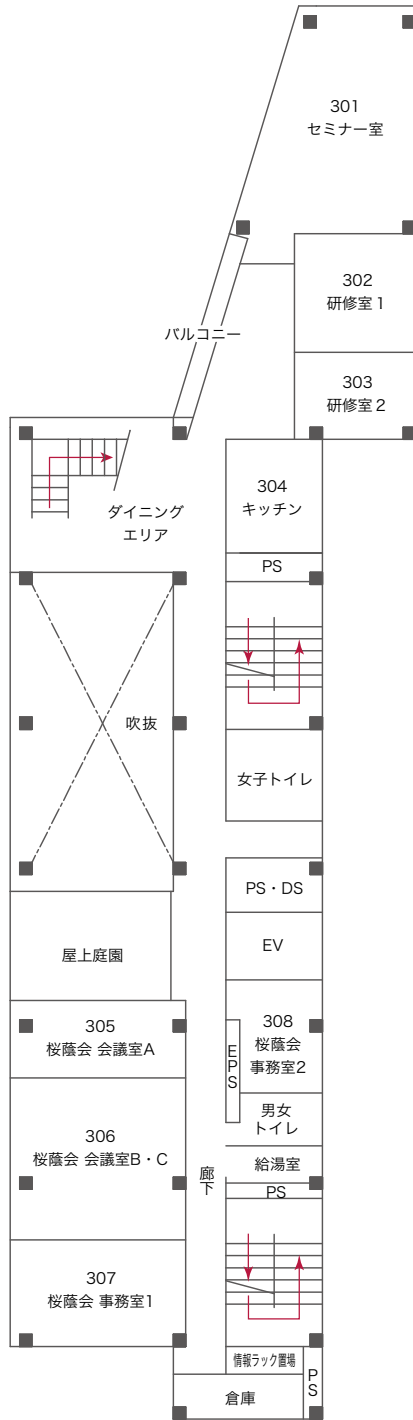 301
セミナー室
302
研修室1
バルコニー
303
研修室2
304
キッチン
ダイニング
エリア
PS
吹抜
女子トイレ
PS・DS
EV
屋上庭園
305
桜蔭会 会議室A
308
桜蔭会
事務室2
EPS
男女
トイレ
306
桜蔭会 会議室B・C
廊下
給湯室
PS
307
桜蔭会 事務室1
情報ラック置場
PS
倉庫